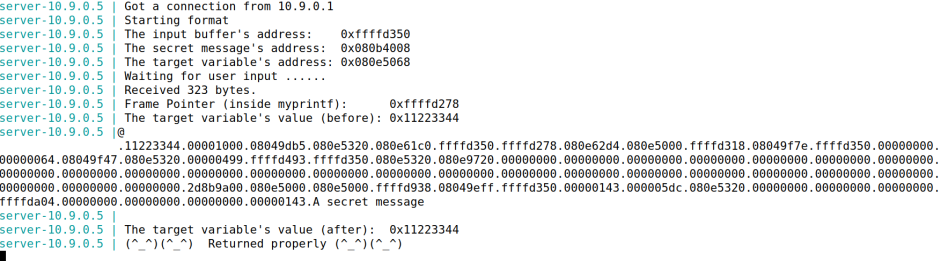 server-10.9.0.5 | Got a connection from 10.9.0.1
server-10.9.0.5 | Starting format
server-10.9.0.5 | The input buffer's address:    0xffffd350
server-10.9.0.5 | The secret message's address:  0x080b4008
server-10.9.0.5 | The target variable's address: 0x080e5068
server-10.9.0.5 | Waiting for user input ......
server-10.9.0.5 | Received 323 bytes.
server-10.9.0.5 | Frame Pointer (inside myprintf):      0xffffd278
server-10.9.0.5 | The target variable's value (before): 0x11223344
server-10.9.0.5 |@
.11223344.00001000.08049db5.080e5320.080e61c0.ffffd350.ffffd278.080e62d4.080e5000.ffffd318.08049f7e.ffffd350.00000000.
00000064.08049f47.080e5320.00000499.ffffd493.ffffd350.080e5320.080e9720.00000000.00000000.00000000.00000000.00000000.00000000.
00000000.00000000.00000000.00000000.00000000.00000000.00000000.00000000.00000000.00000000.00000000.00000000.00000000.00000000.
00000000.00000000.00000000.2d8b9a00.080e5000.080e5000.ffffd938.08049eff.ffffd350.00000143.000005dc.080e5320.00000000.00000000.
ffffda04.00000000.00000000.00000000.00000143.A secret message
server-10.9.0.5 |
server-10.9.0.5 | The target variable's value (after):  0x11223344
server-10.9.0.5 | (^_^)(^_^)  Returned properly (^_^)(^_^)